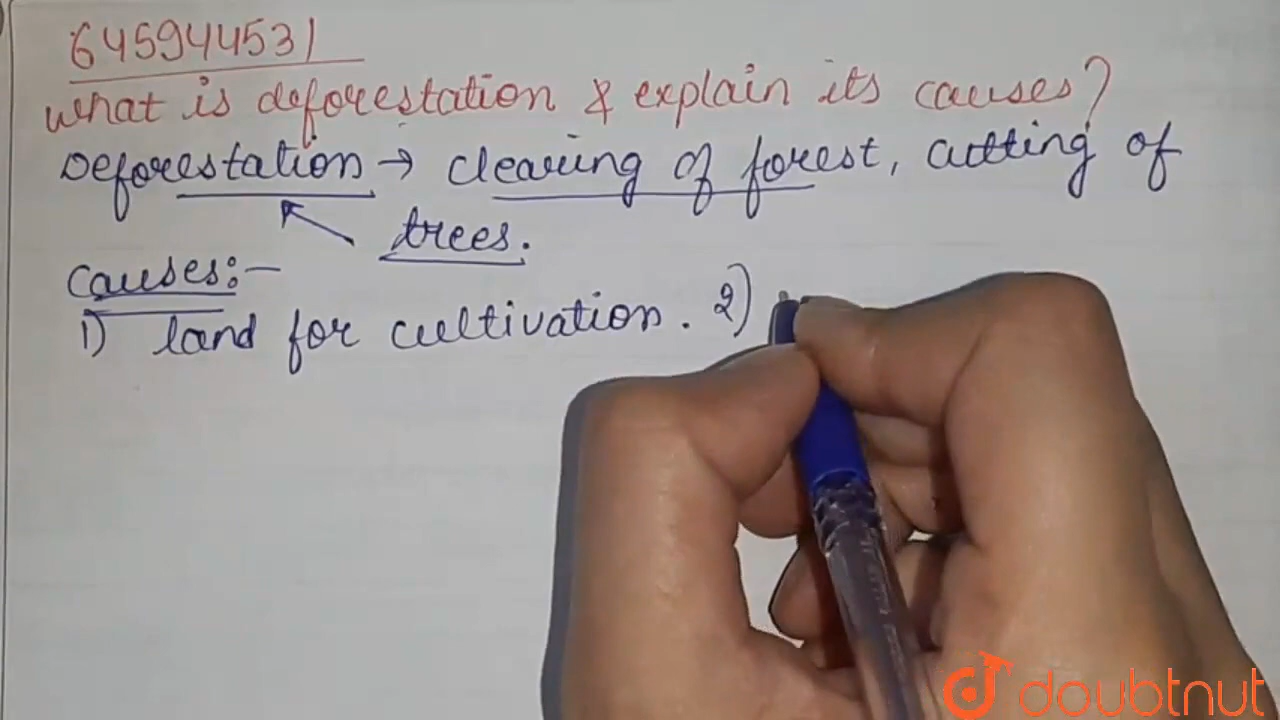 645944531
What is deforestation & explain its causes?
Deforestation → clearing of forest, cutting of
trees.
causes:-
1) land for cultivation. 2)
doubtnut